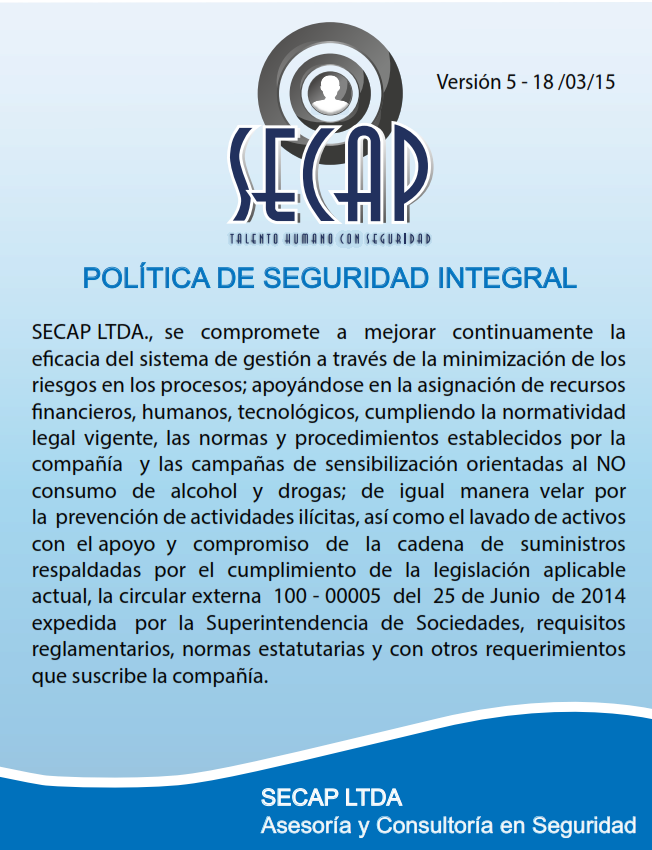 Versión 5 - 18 /03/15
SECAP
TALENTO HUMANO CON SEGURIDAD
POLÍTICA DE SEGURIDAD INTEGRAL
SECAP LTDA., se compromete a mejorar continuamente la
eficacia del sistema de gestión a través de la minimización de los
riesgos en los procesos; apoyándose en la asignación de recursos
financieros, humanos, tecnológicos, cumpliendo la normatividad
legal vigente, las normas y procedimientos establecidos por la
compañía y las campañas de sensibilización orientadas al NO
consumo de alcohol y drogas; de igual manera velar por
la prevención de actividades ilícitas, así como el lavado de activos
con el apoyo y compromiso de la cadena de suministros
respaldadas por el cumplimiento de la legislación aplicable
actual, la circular externa 100 - 00005 del 25 de Junio de 2014
expedida por la Superintendencia de Sociedades, requisitos
reglamentarios, normas estatutarias y con otros requerimientos
que suscribe la compañía.
SECAP LTDA
Asesoría y Consultoría en Seguridad